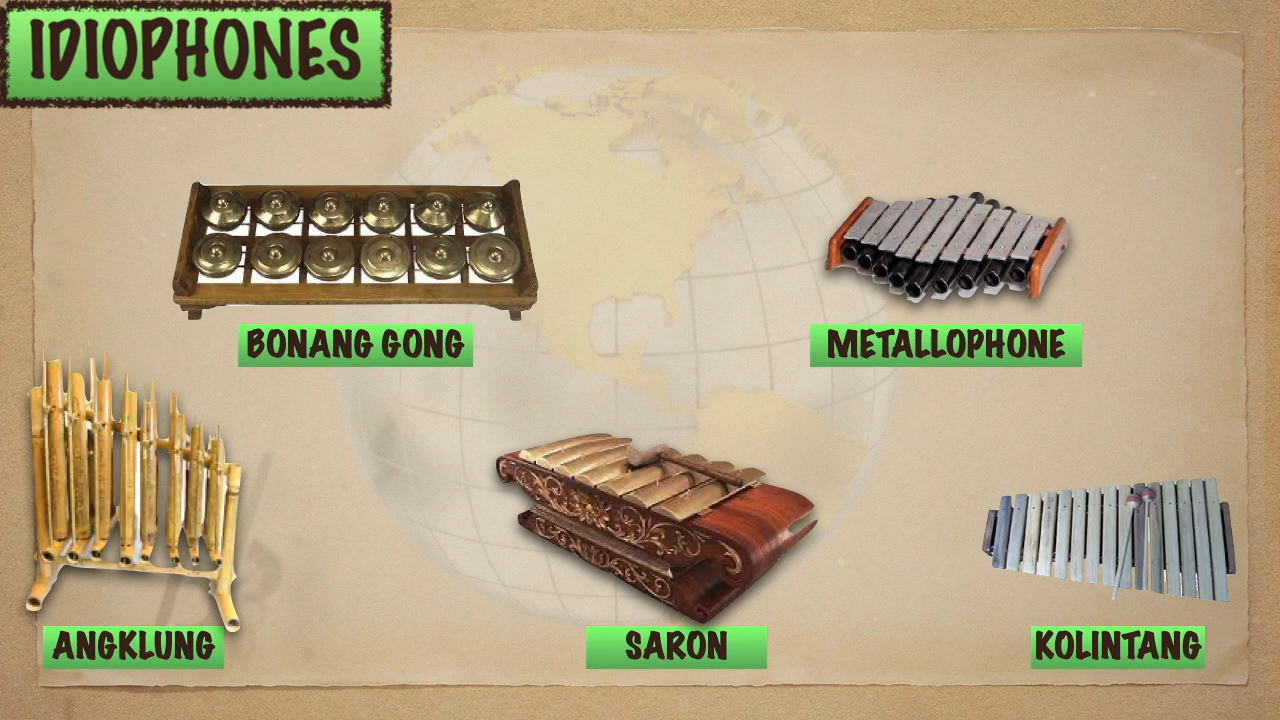 IDIOPHONES
BONANG GONG
METALLOPHONE
ANGKLUNG
SARON
KOLINTANG